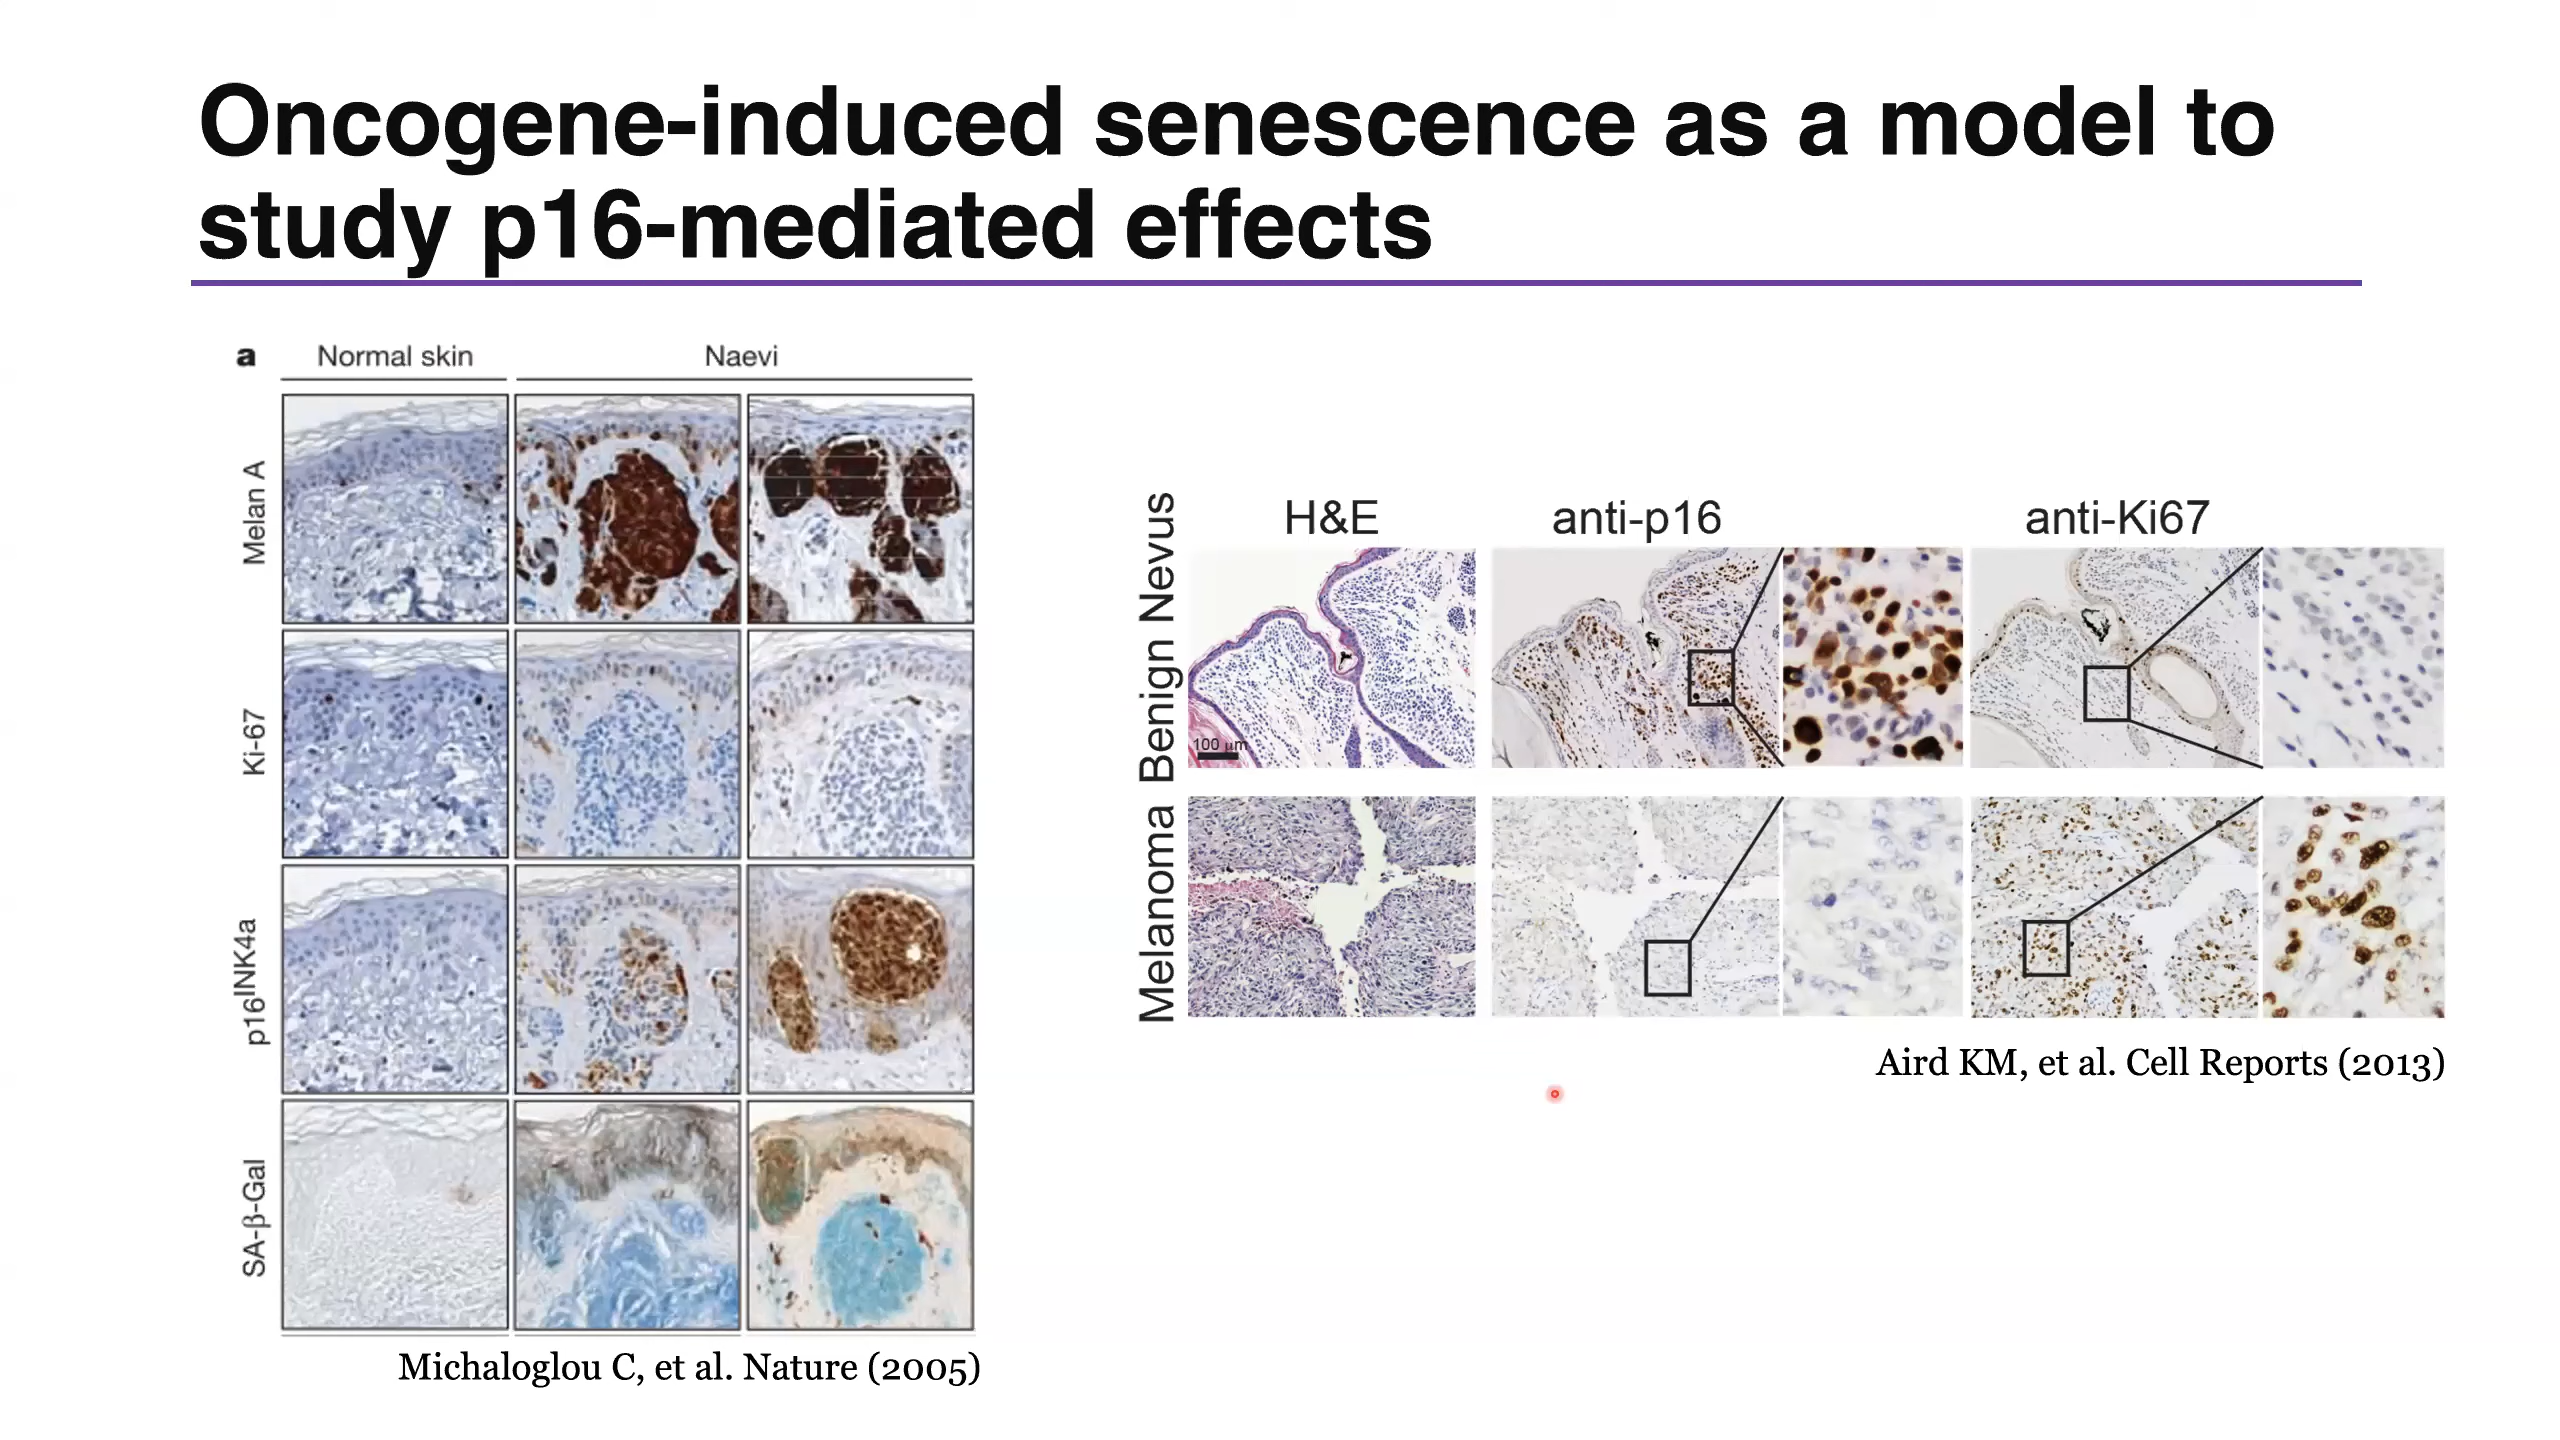 Oncogene-induced senescence as a model to
study p16-mediated effects
a
Normal skin
Naevi
Melan A
Ki-67
p16INK4a
SA-β-Gal
Michaloglou C, et al. Nature (2005)
H&E
anti-p16
anti-Ki67
Benign Nevus
100 µm
Melanoma
Aird KM, et al. Cell Reports (2013)